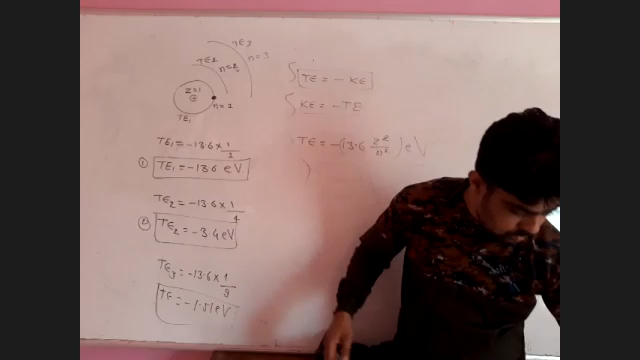 TE3
n=3
TE2
n=2
Z=1
n=1
TE1
TE1 = -13.6 × 1/1
① TE1 = -13.6 eV
TE2 = -13.6 × 1/4
② TE2 = -3.4 eV
TE3 = -13.6 × 1/9
TE = -1.51 eV
[TE = - KE]
KE = -TE
TE = -(13.6 Z²/n²) eV